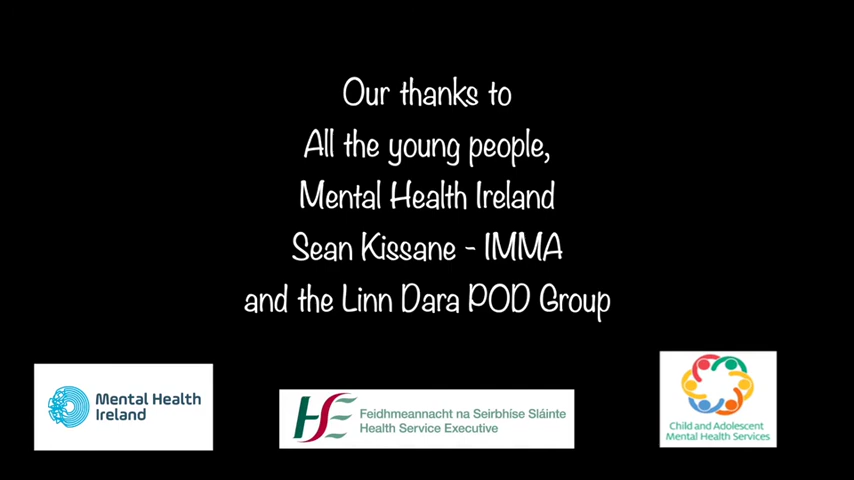 Our thanks to
All the young people,
Mental Health Ireland
Sean Kissane - IMMA
and the Linn Dara POD Group
Mental Health
Ireland
HSE
Feidhmeannacht na Seirbhíse Sláinte
Health Service Executive
Child and Adolescent
Mental Health Services